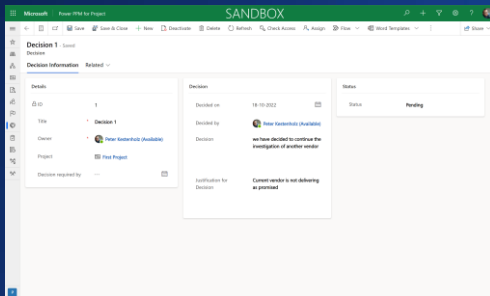 Microsoft Power PPM for Project SANDBOX
Save Save & Close + New Deactivate Delete Refresh Check Access Assign Flow Word Templates Share
Decision 1 - Saved
Decision
Decision Information Related
Details
ID 1
Title * Decision 1
Owner * Peter Kestenholz (Available)
Project First Project
Decision required by ---
Decision
Decided on 18-10-2022
Decided by Peter Kestenholz (Available)
Decision we have decided to continue the
investigation of another vendor
Justification for Current vendor is not delivering
Decision as promised
Status
Status Pending